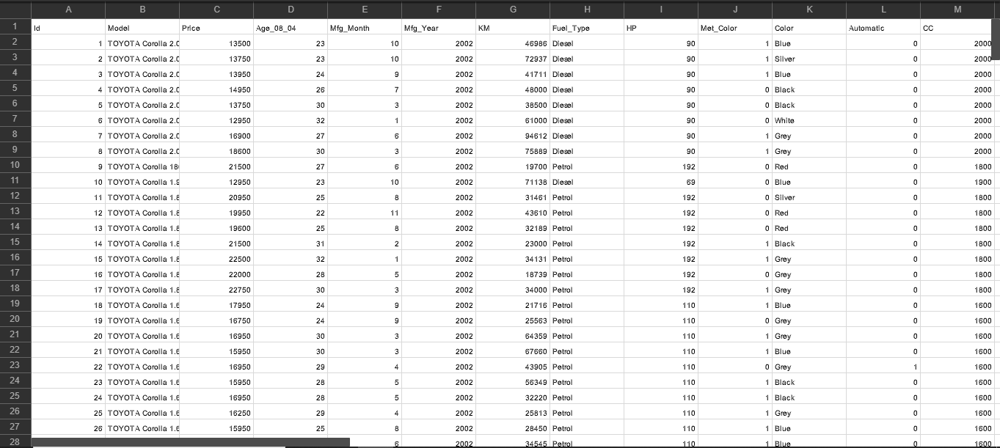 A B C D E F G H I J K L M
1 Id Model Price Age_08_04 Mfg_Month Mfg_Year KM Fuel_Type HP Met_Color Color Automatic CC
2 1 TOYOTA Corolla 2.0 13500 23 10 2002 46986 Diesel 90 1 Blue 0 2000
3 2 TOYOTA Corolla 2.0 13750 23 10 2002 72937 Diesel 90 1 Silver 0 2000
4 3 TOYOTA Corolla 2.0 13950 24 9 2002 41711 Diesel 90 1 Blue 0 2000
5 4 TOYOTA Corolla 2.0 14950 26 7 2002 48000 Diesel 90 0 Black 0 2000
6 5 TOYOTA Corolla 2.0 13750 30 3 2002 38500 Diesel 90 0 Black 0 2000
7 6 TOYOTA Corolla 2.0 12950 32 1 2002 61000 Diesel 90 0 White 0 2000
8 7 TOYOTA Corolla 2.0 16900 27 6 2002 94612 Diesel 90 1 Grey 0 2000
9 8 TOYOTA Corolla 2.0 18600 30 3 2002 75889 Diesel 90 1 Grey 0 2000
10 9 TOYOTA Corolla 180 21500 27 6 2002 19700 Petrol 192 0 Red 0 1800
11 10 TOYOTA Corolla 1.9 12950 23 10 2002 71138 Diesel 69 0 Blue 0 1900
12 11 TOYOTA Corolla 1.8 20950 25 8 2002 31461 Petrol 192 0 Silver 0 1800
13 12 TOYOTA Corolla 1.8 19950 22 11 2002 43610 Petrol 192 0 Red 0 1800
14 13 TOYOTA Corolla 1.8 19600 25 8 2002 32189 Petrol 192 0 Red 0 1800
15 14 TOYOTA Corolla 1.8 21500 31 2 2002 23000 Petrol 192 1 Black 0 1800
16 15 TOYOTA Corolla 1.8 22500 32 1 2002 34131 Petrol 192 1 Grey 0 1800
17 16 TOYOTA Corolla 1.8 22000 28 5 2002 18739 Petrol 192 0 Grey 0 1800
18 17 TOYOTA Corolla 1.8 22750 30 3 2002 34000 Petrol 192 1 Grey 0 1800
19 18 TOYOTA Corolla 1.6 17950 24 9 2002 21716 Petrol 110 1 Blue 0 1600
20 19 TOYOTA Corolla 1.6 16750 24 9 2002 25563 Petrol 110 0 Grey 0 1600
21 20 TOYOTA Corolla 1.6 16950 30 3 2002 64359 Petrol 110 1 Grey 0 1600
22 21 TOYOTA Corolla 1.6 15950 30 3 2002 67660 Petrol 110 1 Blue 0 1600
23 22 TOYOTA Corolla 1.6 16950 29 4 2002 43905 Petrol 110 0 Grey 1 1600
24 23 TOYOTA Corolla 1.6 15950 28 5 2002 56349 Petrol 110 1 Black 0 1600
25 24 TOYOTA Corolla 1.6 16950 28 5 2002 32220 Petrol 110 1 Black 0 1600
26 25 TOYOTA Corolla 1.6 16250 29 4 2002 25813 Petrol 110 1 Grey 0 1600
27 26 TOYOTA Corolla 1.6 15950 25 8 2002 28450 Petrol 110 1 Blue 0 1600
28 6 2002 34545 Petrol 110 1 Blue 0 1600